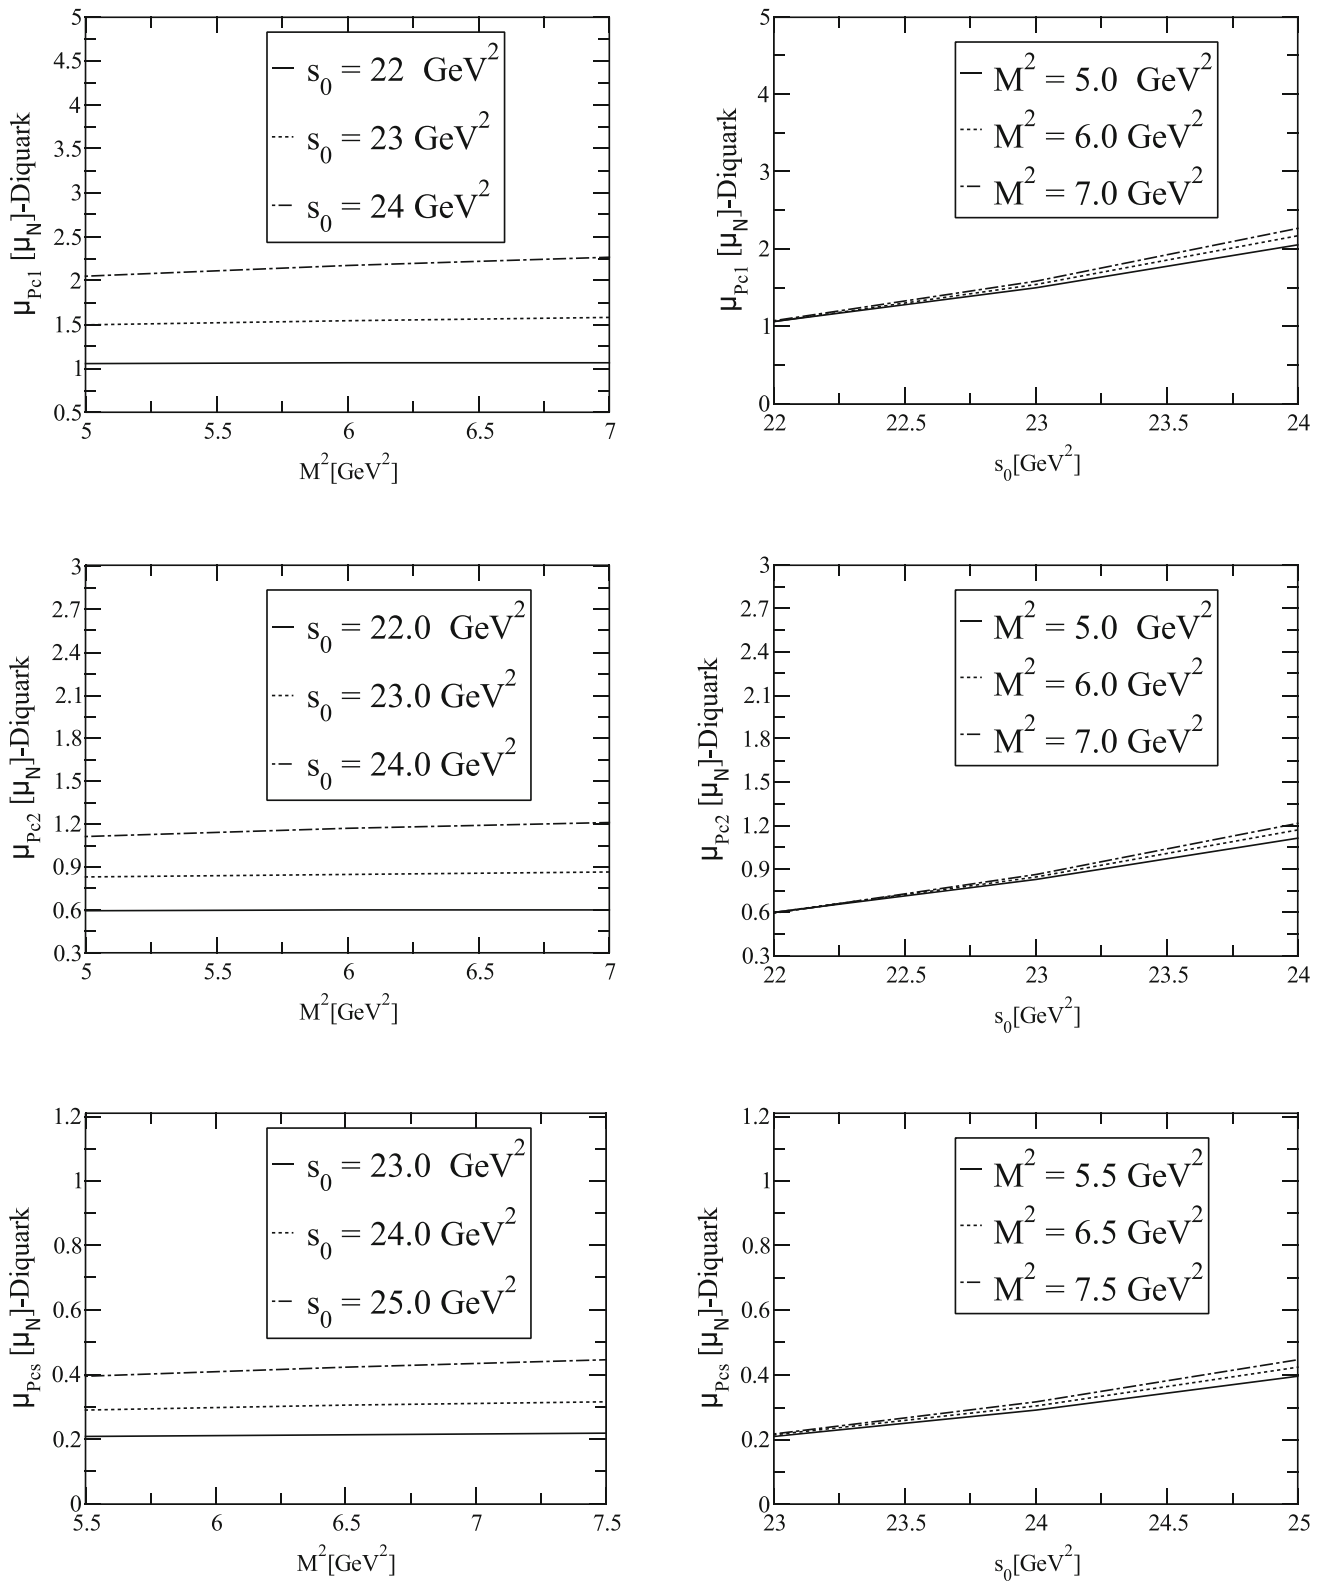 μPc1 [μN]-Diquark
5
4.5
4
3.5
3
2.5
2
1.5
1
0.5
s0 = 22 GeV2
s0 = 23 GeV2
s0 = 24 GeV2
5 5.5 6 6.5 7
M2[GeV2]
μPc1 [μN]-Diquark
5
4
3
2
1
0
M2 = 5.0 GeV2
M2 = 6.0 GeV2
M2 = 7.0 GeV2
22 22.5 23 23.5 24
s0[GeV2]
μPc2 [μN]-Diquark
3
2.7
2.4
2.1
1.8
1.5
1.2
0.9
0.6
0.3
s0 = 22.0 GeV2
s0 = 23.0 GeV2
s0 = 24.0 GeV2
5 5.5 6 6.5 7
M2[GeV2]
μPc2 [μN]-Diquark
3
2.7
2.4
2.1
1.8
1.5
1.2
0.9
0.6
0.3
M2 = 5.0 GeV2
M2 = 6.0 GeV2
M2 = 7.0 GeV2
22 22.5 23 23.5 24
s0[GeV2]
μPcs [μN]-Diquark
1.2
1
0.8
0.6
0.4
0.2
0
s0 = 23.0 GeV2
s0 = 24.0 GeV2
s0 = 25.0 GeV2
5.5 6 6.5 7 7.5
M2[GeV2]
μPcs [μN]-Diquark
1.2
1
0.8
0.6
0.4
0.2
0
M2 = 5.5 GeV2
M2 = 6.5 GeV2
M2 = 7.5 GeV2
23 23.5 24 24.5 25
s0[GeV2]